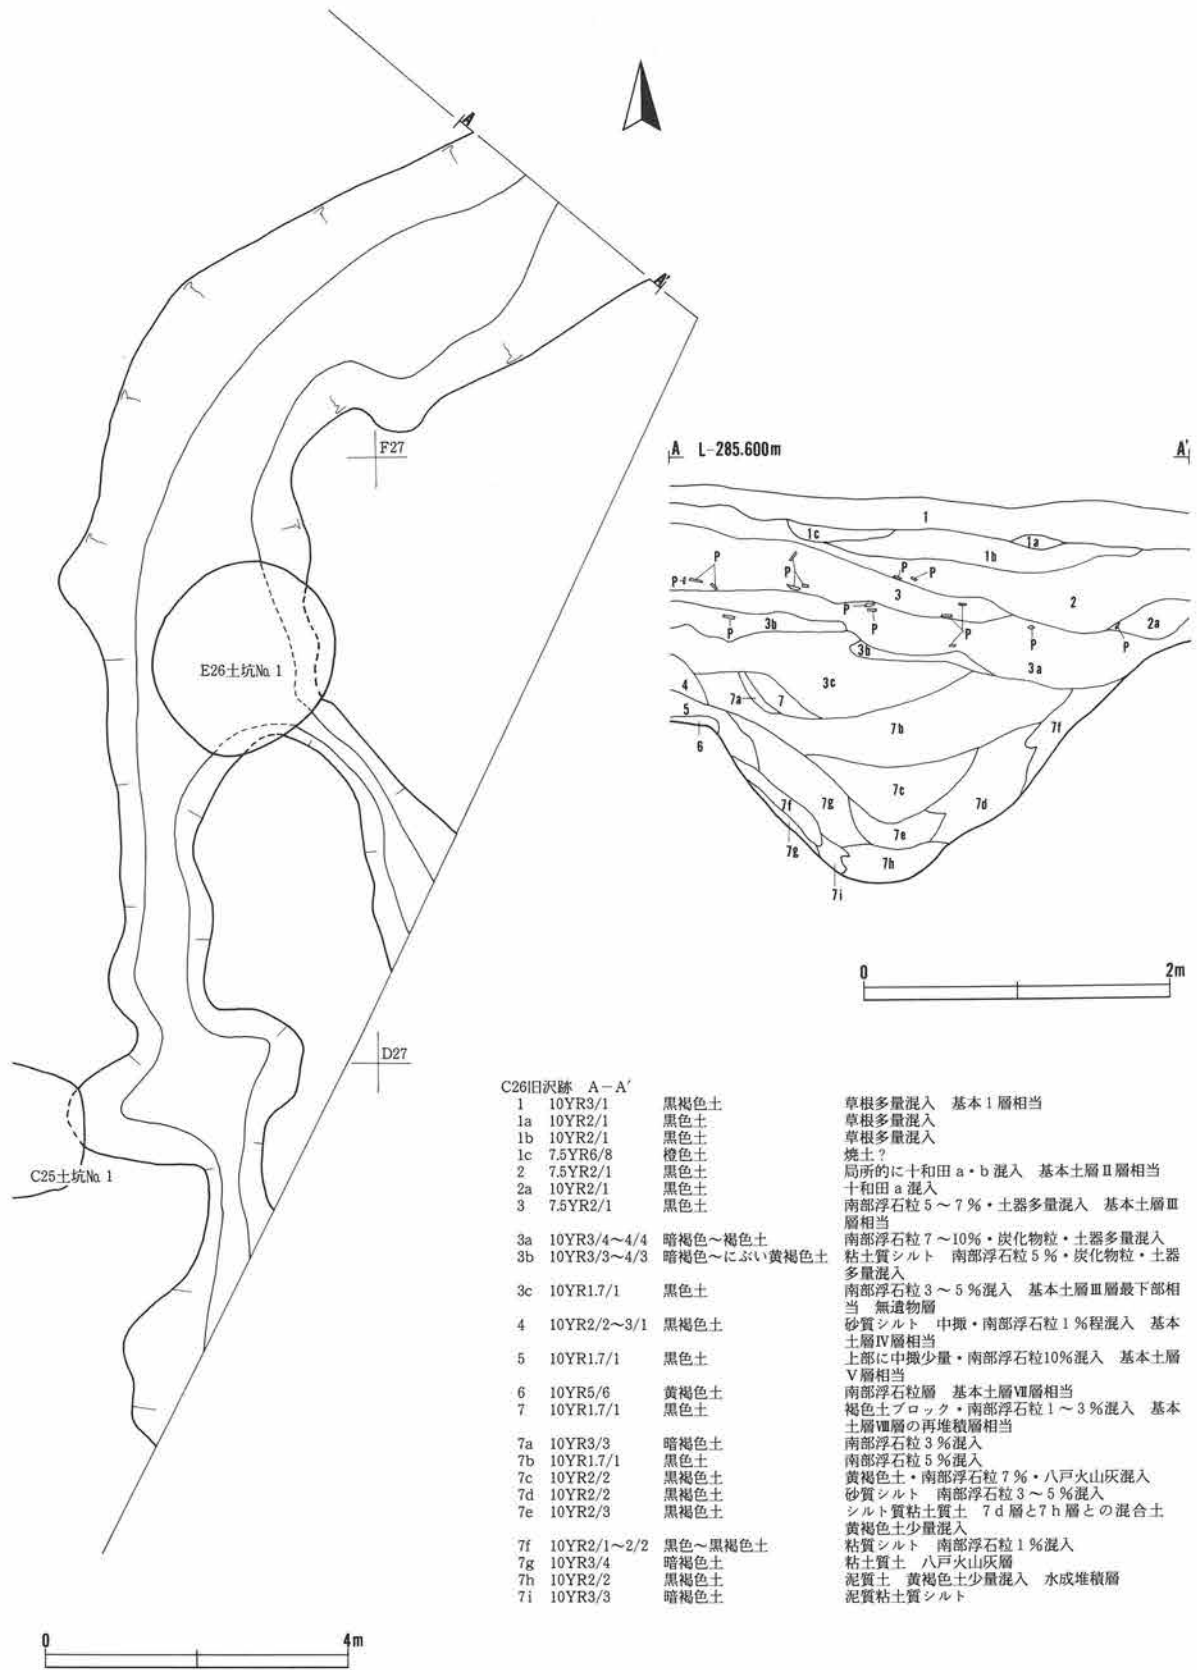 A
A'
F27
A L-285.600m A'
1
1c
1a
1b
P
P
P
P
P
3
2
P
P
P
P
P
P
2a
3b
3b
3a
E26土坑No. 1
4
7a
7
3c
5
7b
7f
6
7c
7f
7g
7d
7e
7g
7h
7i
0 2m
D27
C25土坑No. 1
C26旧沢跡 A-A'
1 10YR3/1 黒褐色土 草根多量混入 基本1層相当
1a 10YR2/1 黒色土 草根多量混入
1b 10YR2/1 黒色土 草根多量混入
1c 7.5YR6/8 橙色土 焼土?
2 7.5YR2/1 黒色土 局所的に十和田a・b混入 基本土層Ⅱ層相当
2a 10YR2/1 黒色土 十和田a混入
3 7.5YR2/1 黒色土 南部浮石粒5~7%・土器多量混入 基本土層Ⅲ
層相当
3a 10YR3/4~4/4 暗褐色~褐色土 南部浮石粒7~10%・炭化物粒・土器多量混入
3b 10YR3/3~4/3 暗褐色~にぶい黄褐色土 粘土質シルト 南部浮石粒5%・炭化物粒・土器
多量混入
3c 10YR1.7/1 黒色土 南部浮石粒3~5%混入 基本土層Ⅲ層最下部相
当 無遺物層
4 10YR2/2~3/1 黒褐色土 砂質シルト 中掫・南部浮石粒1%程混入 基本
土層Ⅳ層相当
5 10YR1.7/1 黒色土 上部に中掫少量・南部浮石粒10%混入 基本土層
Ⅴ層相当
6 10YR5/6 黄褐色土 南部浮石粒層 基本土層Ⅶ層相当
7 10YR1.7/1 黒色土 褐色土ブロック・南部浮石粒1~3%混入 基本
土層Ⅷ層の再堆積層相当
7a 10YR3/3 暗褐色土 南部浮石粒3%混入
7b 10YR1.7/1 黒色土 南部浮石粒5%混入
7c 10YR2/2 黒褐色土 黄褐色土・南部浮石粒7%・八戸火山灰混入
7d 10YR2/2 黒褐色土 砂質シルト 南部浮石粒3~5%混入
7e 10YR2/3 黒褐色土 シルト質粘土質土 7d層と7h層との混合土
黄褐色土少量混入
7f 10YR2/1~2/2 黒色~黒褐色土 粘質シルト 南部浮石粒1%混入
7g 10YR3/4 暗褐色土 粘土質土 八戸火山灰層
7h 10YR2/2 黒褐色土 泥質土 黄褐色土少量混入 水成堆積層
7i 10YR3/3 暗褐色土 泥質粘土質シルト
0 4m